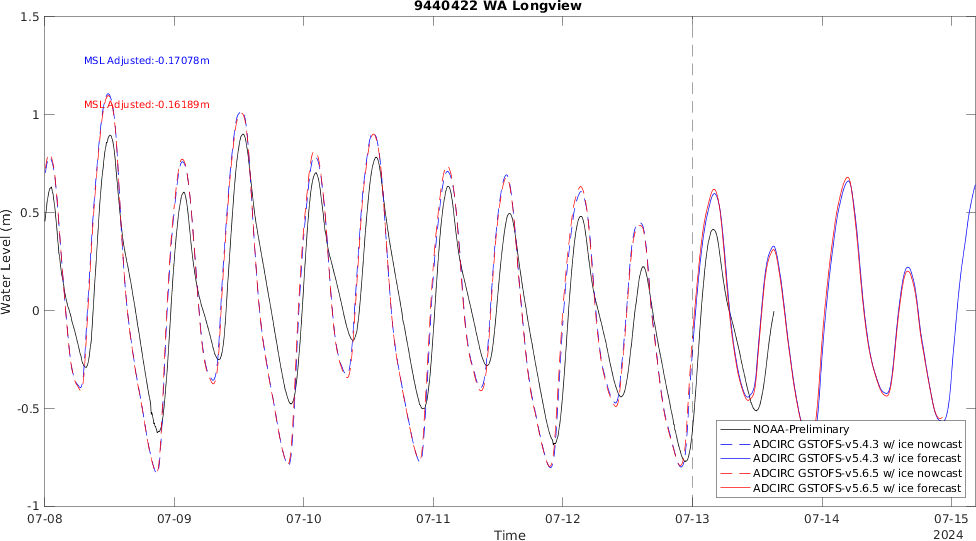 9440422 WA Longview
1.5
MSL Adjusted:-0.17078m
MSL Adjusted:-0.16189m
1
0.5
0
-0.5
-1
Water Level (m)
NOAA-Preliminary
ADCIRC GSTOFS-v5.4.3 w/ ice nowcast
ADCIRC GSTOFS-v5.4.3 w/ ice forecast
ADCIRC GSTOFS-v5.6.5 w/ ice nowcast
ADCIRC GSTOFS-v5.6.5 w/ ice forecast
07-08 07-09 07-10 07-11 07-12 07-13 07-14 07-15
Time
2024